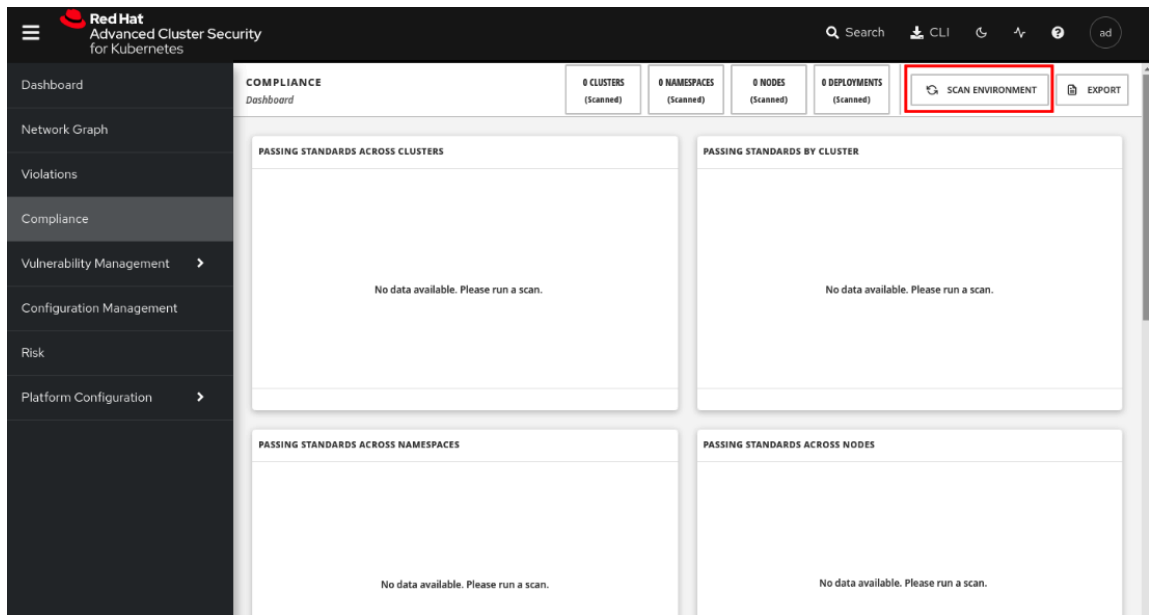 Red Hat
Advanced Cluster Security
for Kubernetes
Search
CLI
ad
Dashboard
Network Graph
Violations
Compliance
Vulnerability Management
Configuration Management
Risk
Platform Configuration
COMPLIANCE
Dashboard
0 CLUSTERS
(Scanned)
0 NAMESPACES
(Scanned)
0 NODES
(Scanned)
0 DEPLOYMENTS
(Scanned)
SCAN ENVIRONMENT
EXPORT
PASSING STANDARDS ACROSS CLUSTERS
No data available. Please run a scan.
PASSING STANDARDS BY CLUSTER
No data available. Please run a scan.
PASSING STANDARDS ACROSS NAMESPACES
No data available. Please run a scan.
PASSING STANDARDS ACROSS NODES
No data available. Please run a scan.